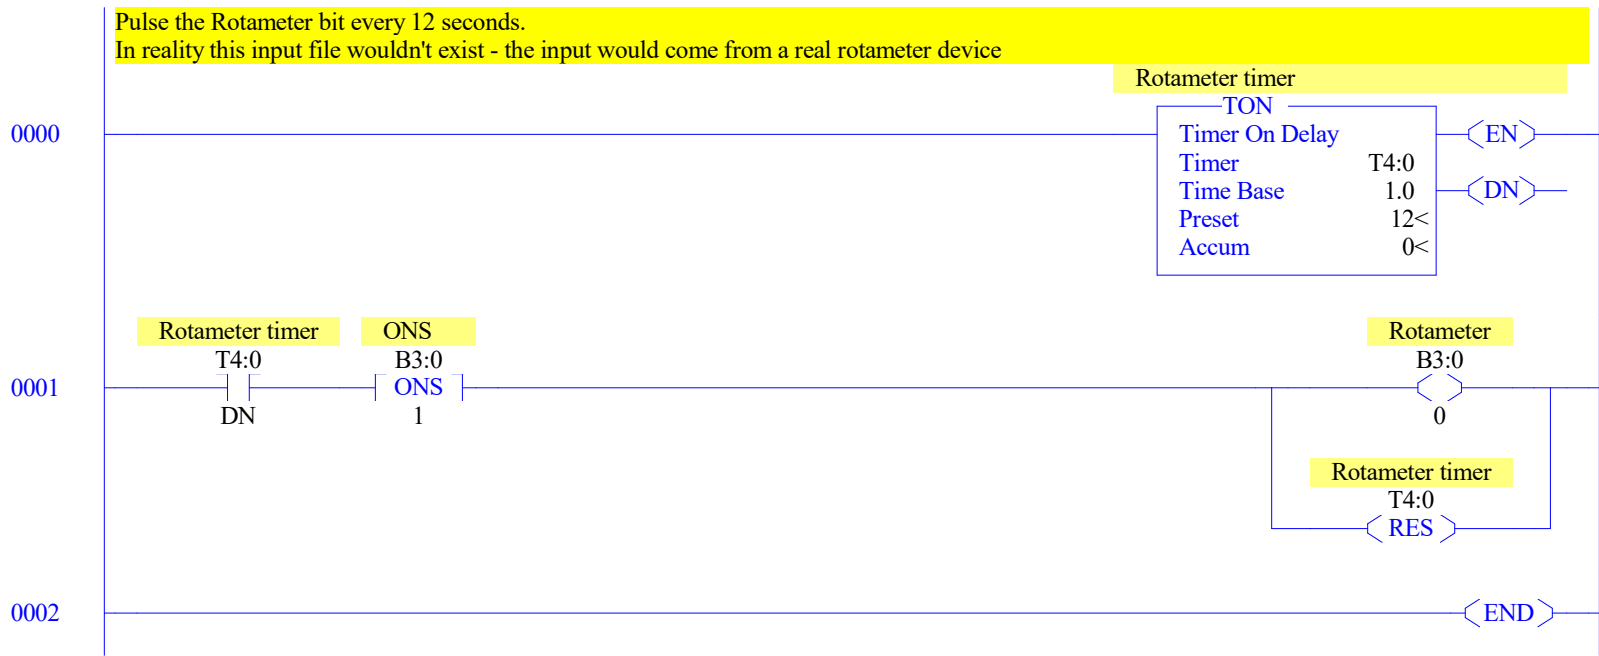 Pulse the Rotameter bit every 12 seconds.
In reality this input file wouldn't exist - the input would come from a real rotameter device
Rotameter timer
TON
0000
Timer On Delay
EN
Timer T4:0
Time Base 1.0
DN
Preset 12<
Accum 0<
Rotameter timer ONS Rotameter
T4:0 B3:0 B3:0
0001
ONS
DN 1 0
Rotameter timer
T4:0
RES
0002
END